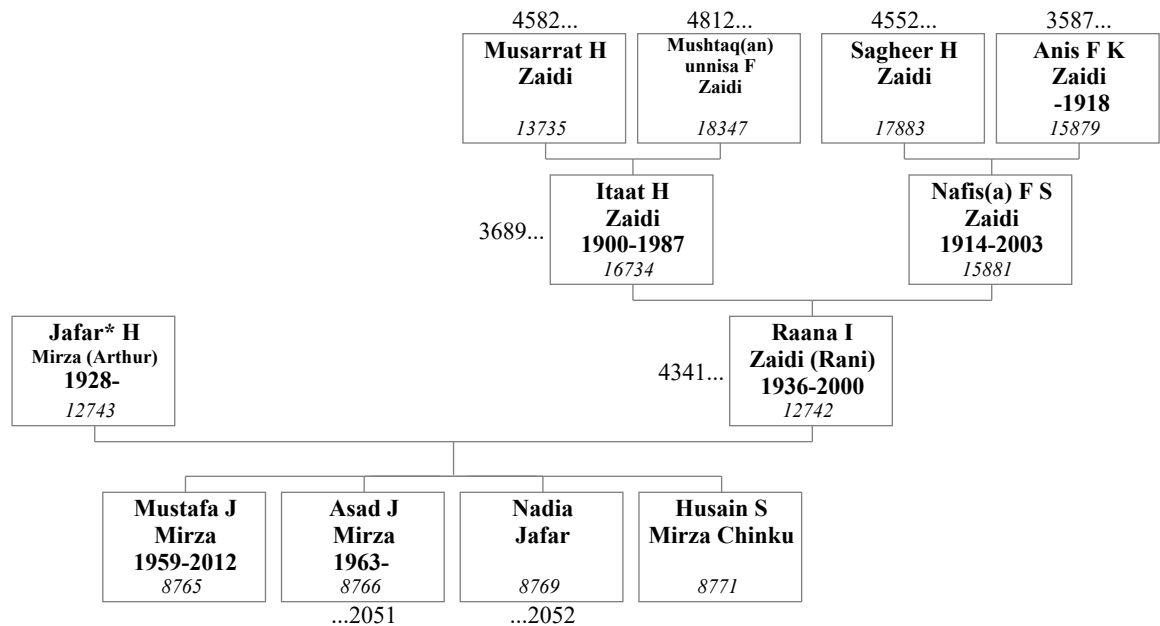 4582...
4812...
4552...
3587...
Musarrat H
Zaidi
13735
Mushtaq(an)
unnisa F
Zaidi
18347
Sagheer H
Zaidi
17883
Anis F K
Zaidi
-1918
15879
3689...
Itaat H
Zaidi
1900-1987
16734
Nafis(a) F S
Zaidi
1914-2003
15881
Jafar* H
Mirza (Arthur)
1928-
12743
4341...
Raana I
Zaidi (Rani)
1936-2000
12742
Mustafa J
Mirza
1959-2012
8765
Asad J
Mirza
1963-
8766
...2051
Nadia
Jafar
8769
...2052
Husain S
Mirza Chinku
8771